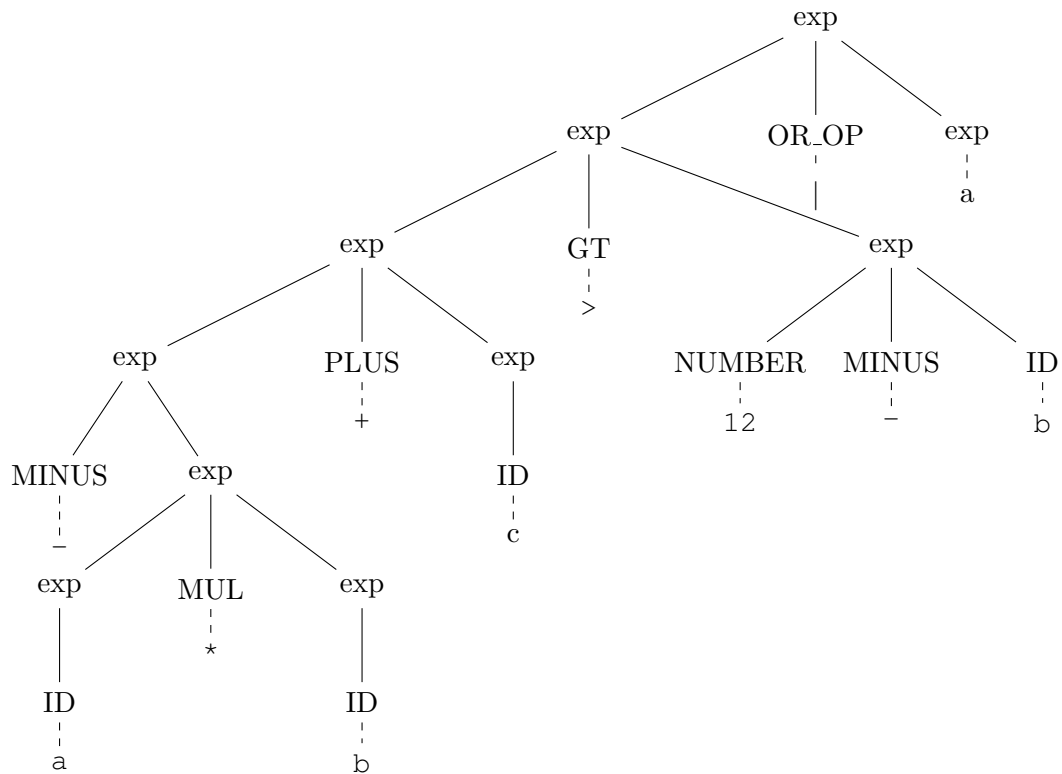 exp
exp OR_OP exp
| a
exp GT exp
>
exp PLUS exp NUMBER MINUS ID
+ 12 - b
MINUS exp ID
- c
exp MUL exp
*
ID ID
a b